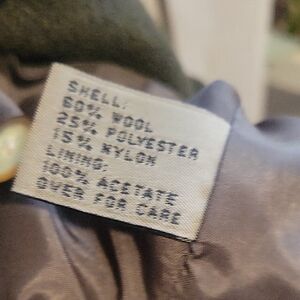 SHELL:
60% WOOL
25% POLYESTER
15% NYLON
LINING:
100% ACETATE
OVER FOR CARE